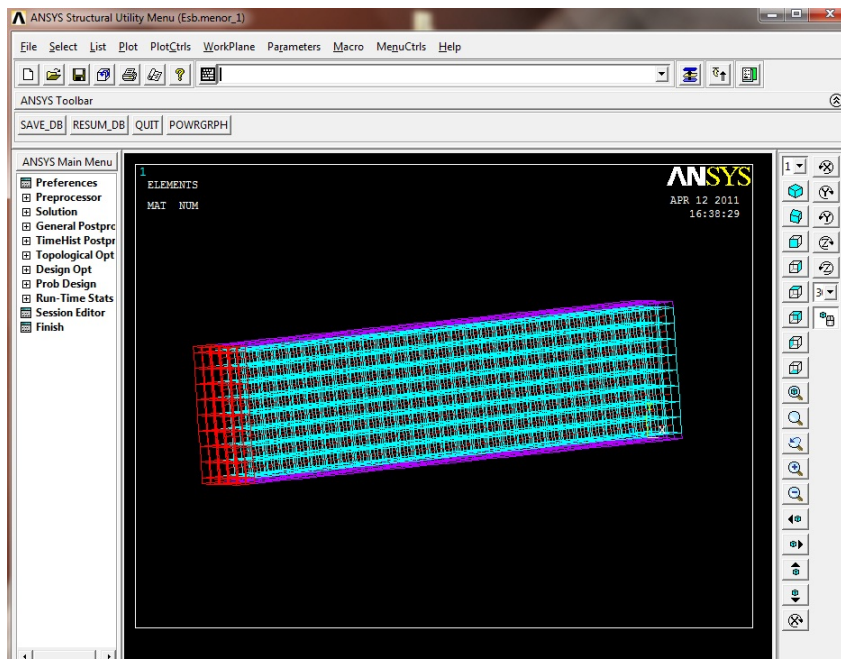 ANSYS Structural Utility Menu (Esb.menor_1)
File Select List Plot PlotCtrls WorkPlane Parameters Macro MenuCtrls Help
ANSYS Toolbar
SAVE_DB RESUM_DB QUIT POWRGRPH
ANSYS Main Menu
Preferences
Preprocessor
Solution
General Postproc
TimeHist Postpr
Topological Opt
Design Opt
Prob Design
Run-Time Stats
Session Editor
Finish
1
ELEMENTS
MAT NUM
ANSYS
APR 12 2011
16:38:29
X
1